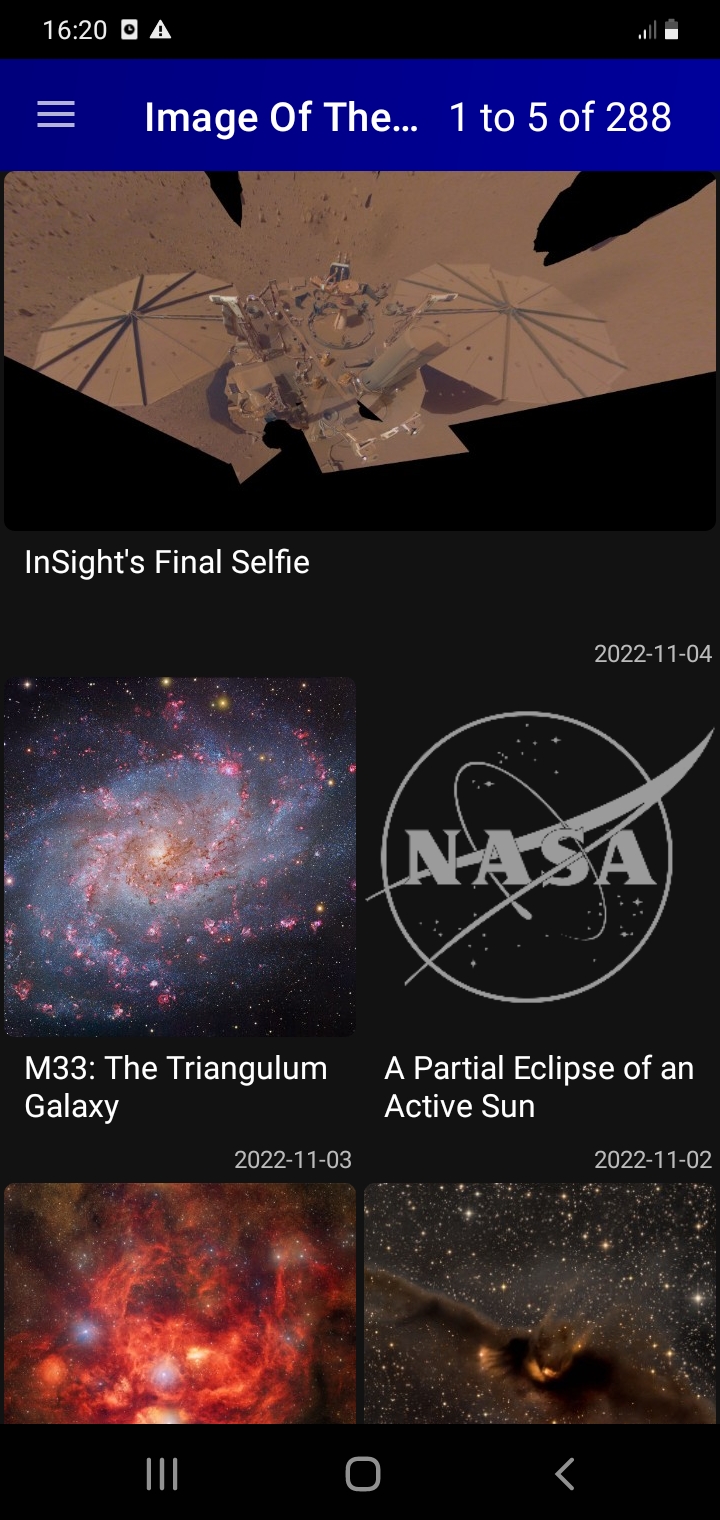 16:20
Image Of The... 1 to 5 of 288
InSight's Final Selfie
2022-11-04
NASA
M33: The Triangulum
Galaxy
A Partial Eclipse of an
Active Sun
2022-11-03
2022-11-02